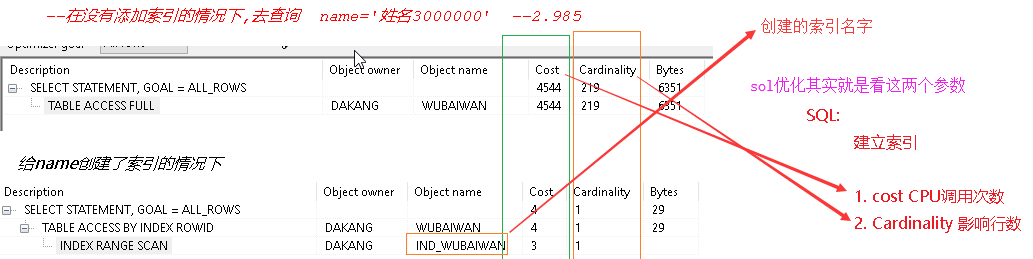 --在没有添加索引的情况下,去查询 name='姓名3000000' --2.985
创建的索引名字
Description Object owner Object name Cost Cardinality Bytes
SELECT STATEMENT, GOAL = ALL_ROWS 4544 219 6351
TABLE ACCESS FULL DAKANG WUBAIWAN 4544 219 6351
sol优化其实就是看这两个参数
SQL:
建立索引
给name创建了索引的情况下
Description Object owner Object name Cost Cardinality Bytes
SELECT STATEMENT, GOAL = ALL_ROWS 4 1 29
TABLE ACCESS BY INDEX ROWID DAKANG WUBAIWAN 4 1 29
INDEX RANGE SCAN DAKANG IND_WUBAIWAN 3 1
1. cost CPU调用次数
2. Cardinality 影响行数